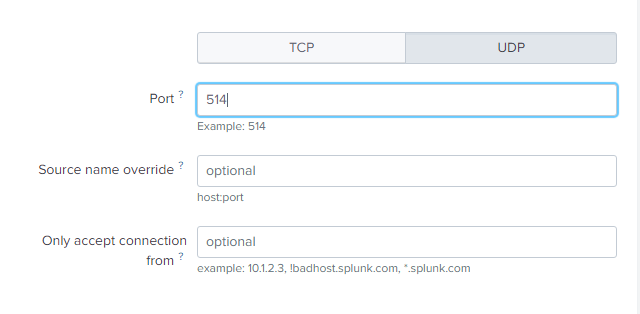 TCP UDP
Port ? 514
Example: 514
Source name override ? optional
host:port
Only accept connection optional
from ?
example: 10.1.2.3, !badhost.splunk.com, *.splunk.com